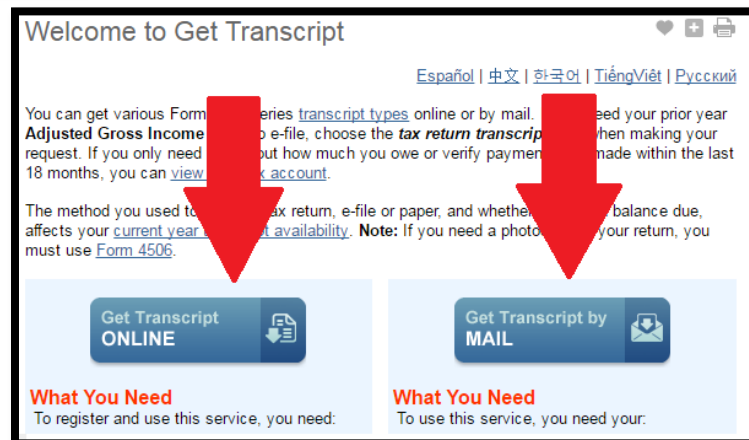 Welcome to Get Transcript
Español | 中文 | 한국어 | TiếngViệt | Русский
You can get various Form eries transcript types online or by mail. eed your prior year
Adjusted Gross Income o e-file, choose the tax return transcrip hen making your
request. If you only need out how much you owe or verify paymen made within the last
18 months, you can view x account.
The method you used to ax return, e-file or paper, and whether balance due,
affects your current year t availability. Note: If you need a photo your return, you
must use Form 4506.
Get Transcript
ONLINE
Get Transcript by
MAIL
What You Need
To register and use this service, you need:
What You Need
To use this service, you need your: